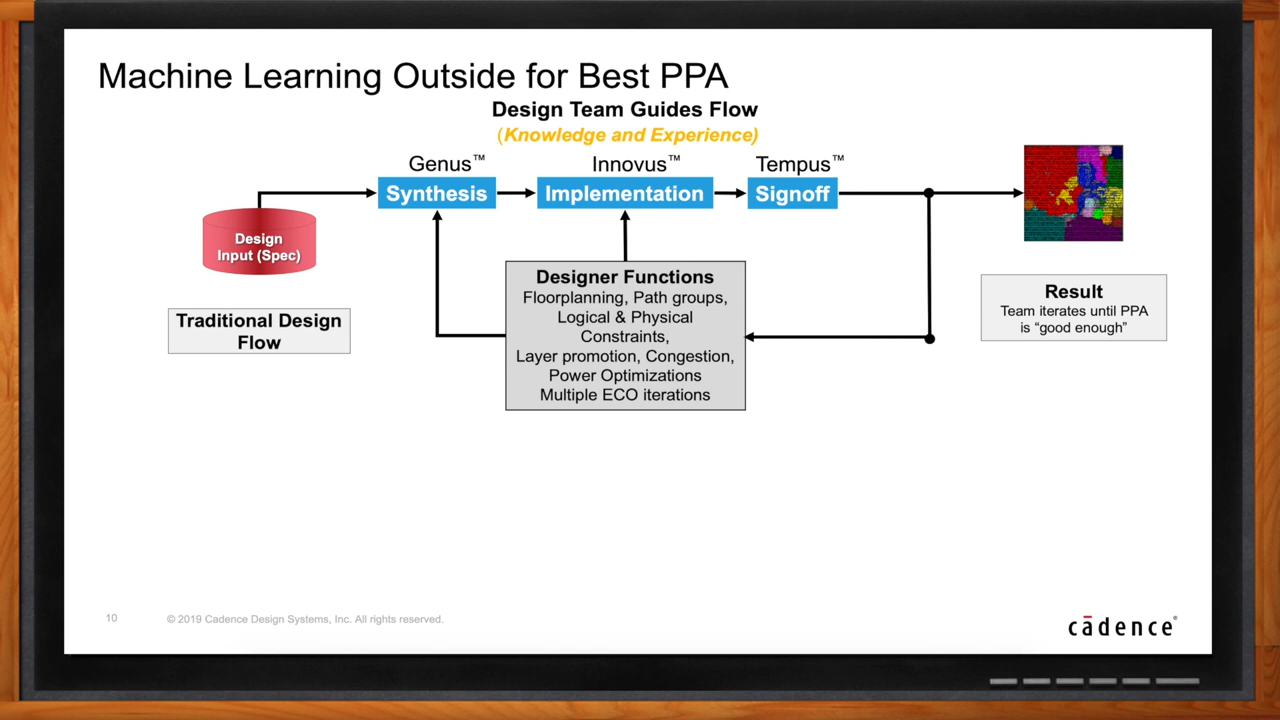 Machine Learning Outside for Best PPA
Design Team Guides Flow
(Knowledge and Experience)
Genus™
Innovus™
Tempus™
Synthesis
Implementation
Signoff
Design
Input (Spec)
Traditional Design
Flow
Designer Functions
Floorplanning, Path groups,
Logical & Physical
Constraints,
Layer promotion, Congestion,
Power Optimizations
Multiple ECO iterations
Result
Team iterates until PPA
is “good enough”
10
© 2019 Cadence Design Systems, Inc. All rights reserved.
cādence®